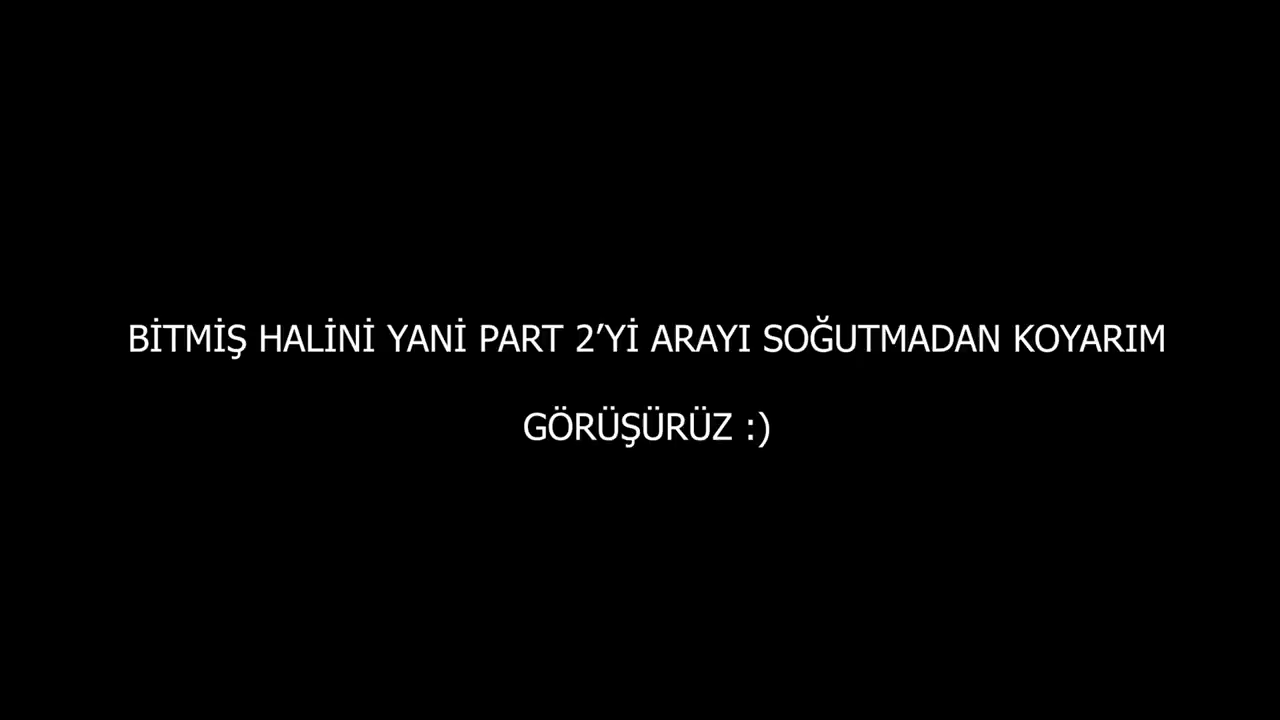 BİTMİŞ HALİNİ YANİ PART 2’Yİ ARAYI SOĞUTMADAN KOYARIM
GÖRÜŞÜRÜZ :)